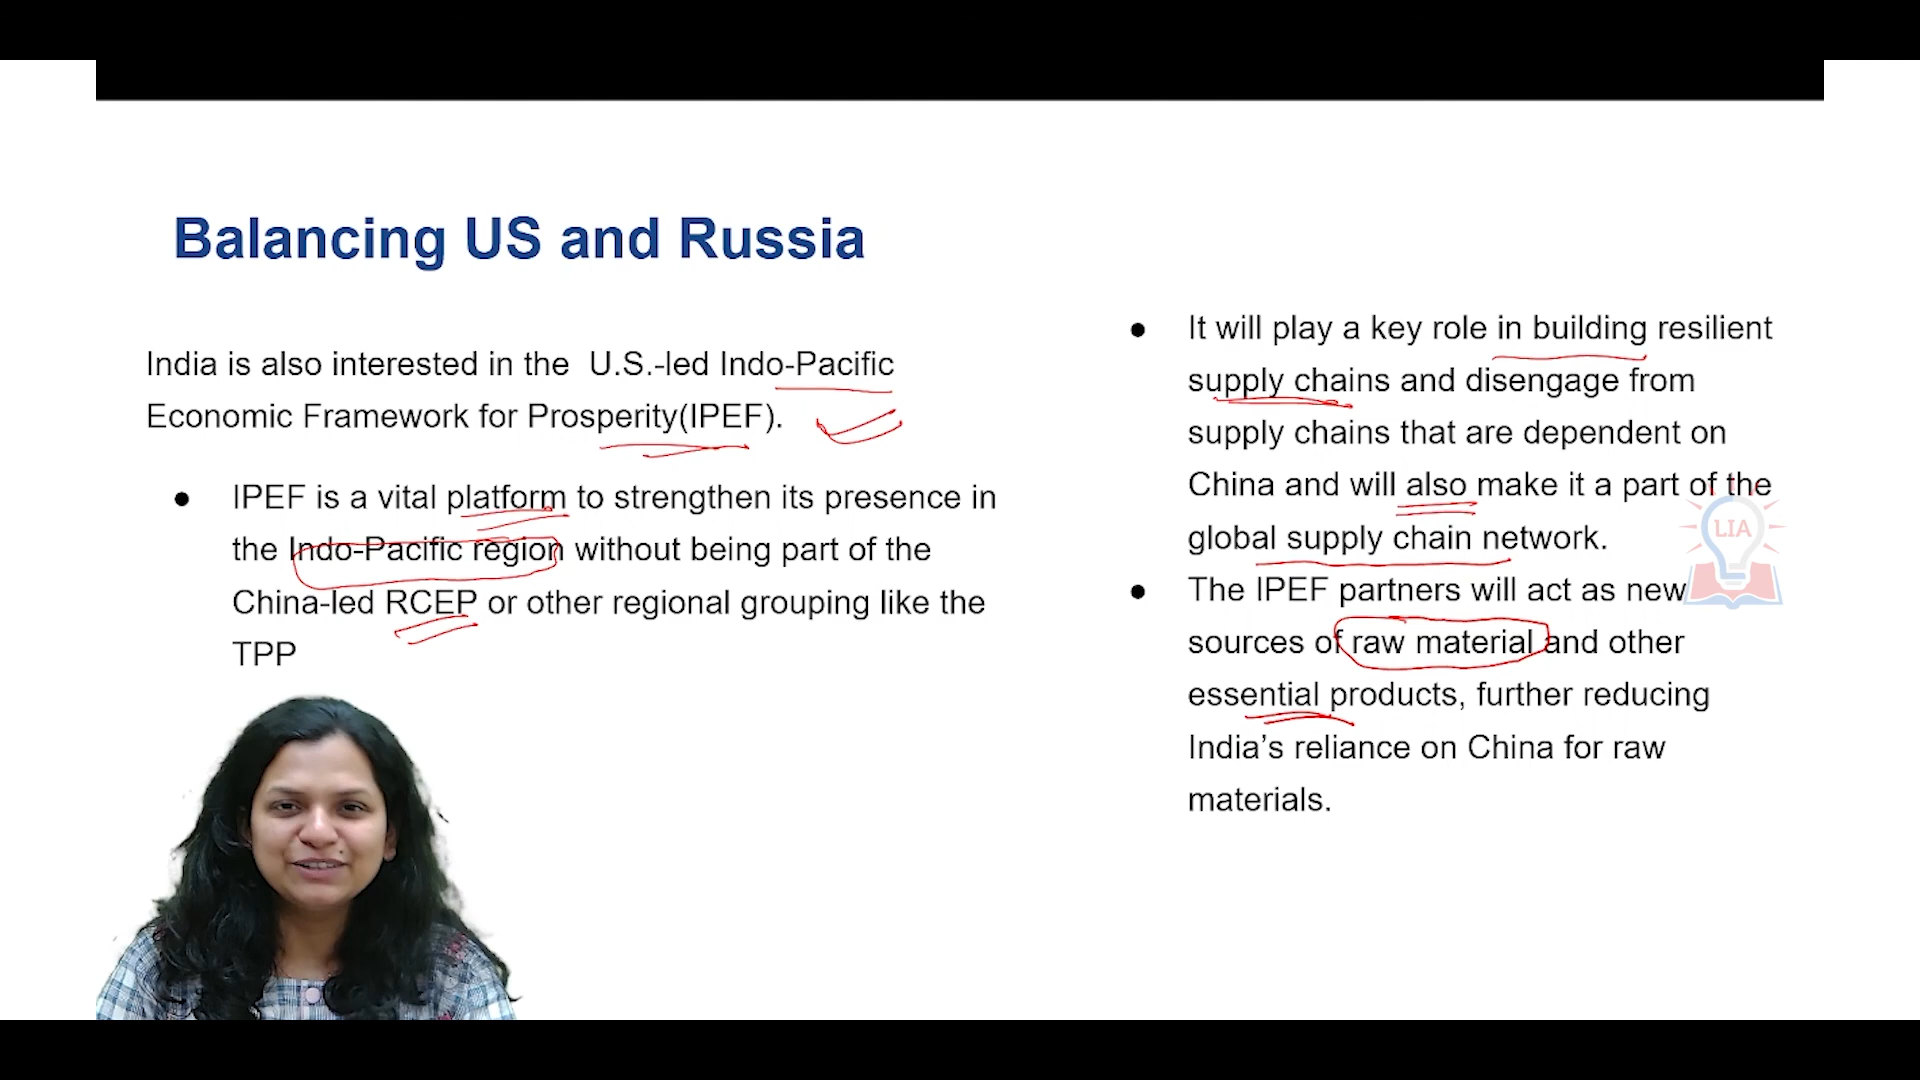 Balancing US and Russia
India is also interested in the U.S.-led Indo-Pacific
Economic Framework for Prosperity(IPEF).
● IPEF is a vital platform to strengthen its presence in
the Indo-Pacific region without being part of the
China-led RCEP or other regional grouping like the
TPP
● It will play a key role in building resilient
supply chains and disengage from
supply chains that are dependent on
China and will also make it a part of the
global supply chain network.
● The IPEF partners will act as new
sources of raw material and other
essential products, further reducing
India’s reliance on China for raw
materials.
LIA